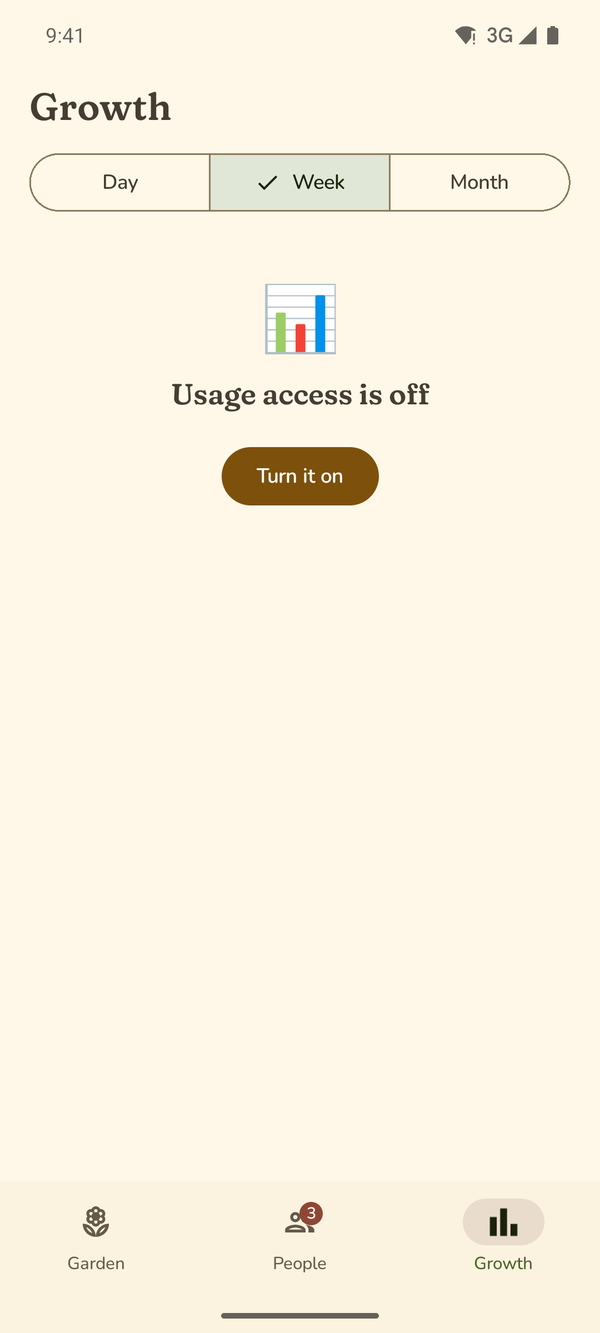 9:41
3G
Growth
Day
Week
Month
Usage access is off
Turn it on
3
Garden
People
Growth